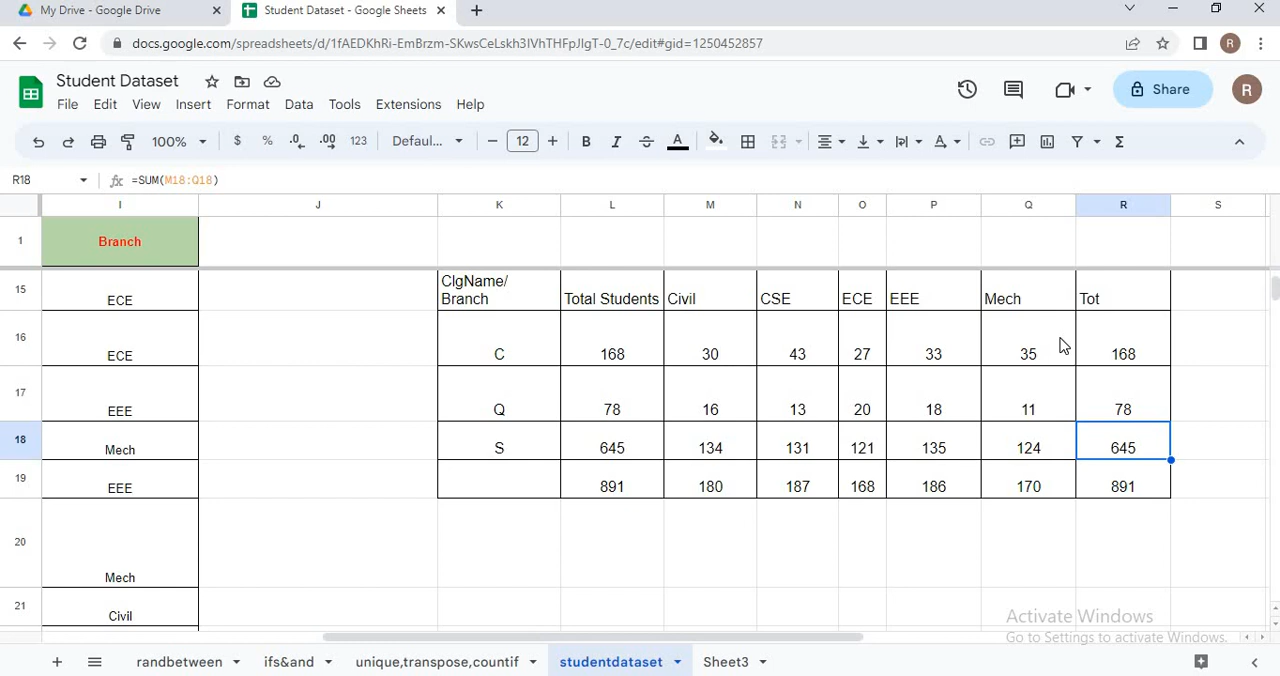 My Drive - Google Drive
Student Dataset - Google Sheets
docs.google.com/spreadsheets/d/1fAEDKhRi-EmBrzm-SKwsCeLskh3IVhTHFpJIgT-0_7c/edit#gid=1250452857
R
Student Dataset
File Edit View Insert Format Data Tools Extensions Help
Share
R
100% $ % .0 .00 123 Defaul... 12 B I A A Σ
R18 fx =SUM(M18:Q18)
I J K L M N O P Q R S
1 Branch
15 ECE ClgName/
Branch Total Students Civil CSE ECE EEE Mech Tot
16 ECE C 168 30 43 27 33 35 168
17 EEE Q 78 16 13 20 18 11 78
18 Mech S 645 134 131 121 135 124 645
19 EEE 891 180 187 168 186 170 891
20 Mech
21 Civil
Activate Windows
Go to Settings to activate Windows.
randbetween ifs&and unique,transpose,countif studentdataset Sheet3